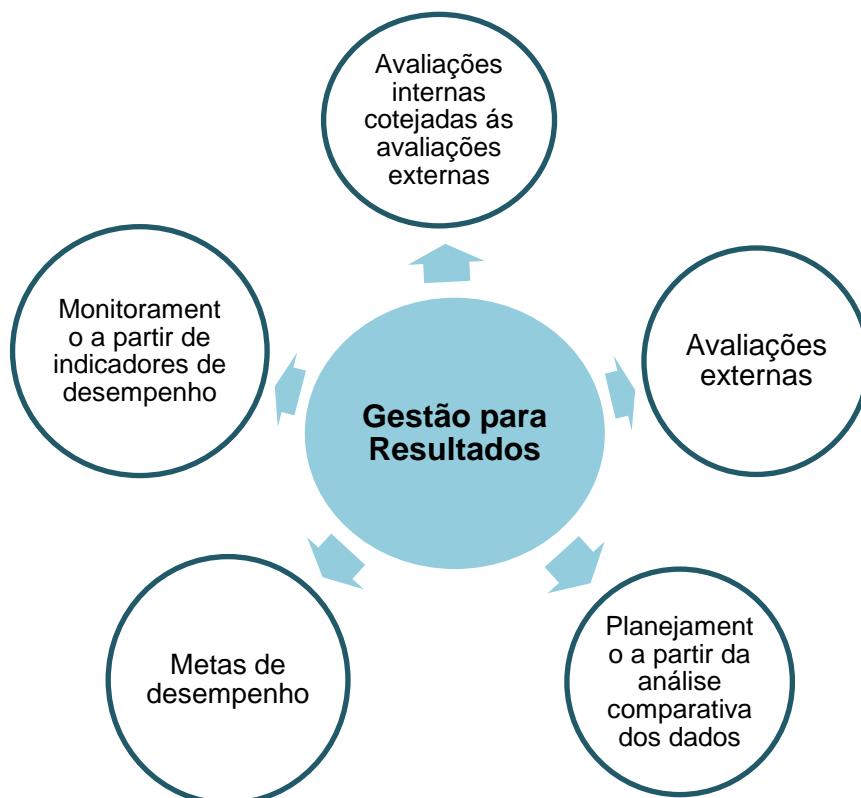 Avaliações
internas
cotejadas ás
avaliações
externas
Monitorament
o a partir de
indicadores de
desempenho
Avaliações
externas
Gestão para
Resultados
Metas de
desempenho
Planejament
o a partir da
análise
comparativa
dos dados